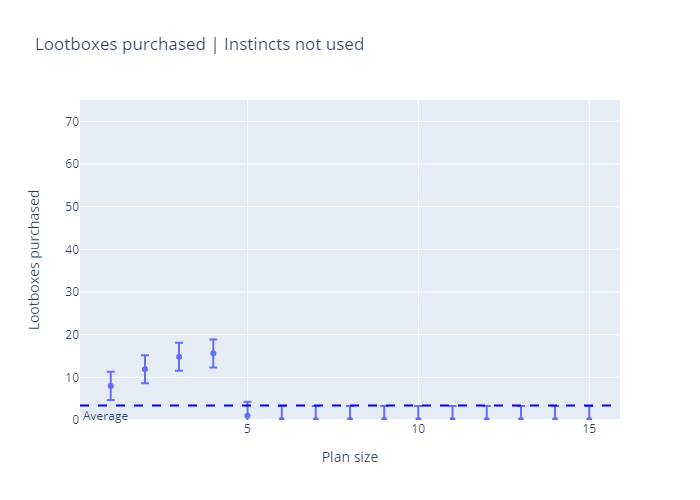 Lootboxes purchased | Instincts not used
70
60
50
40
30
20
10
0
Lootboxes purchased
Average
5
10
15
Plan size